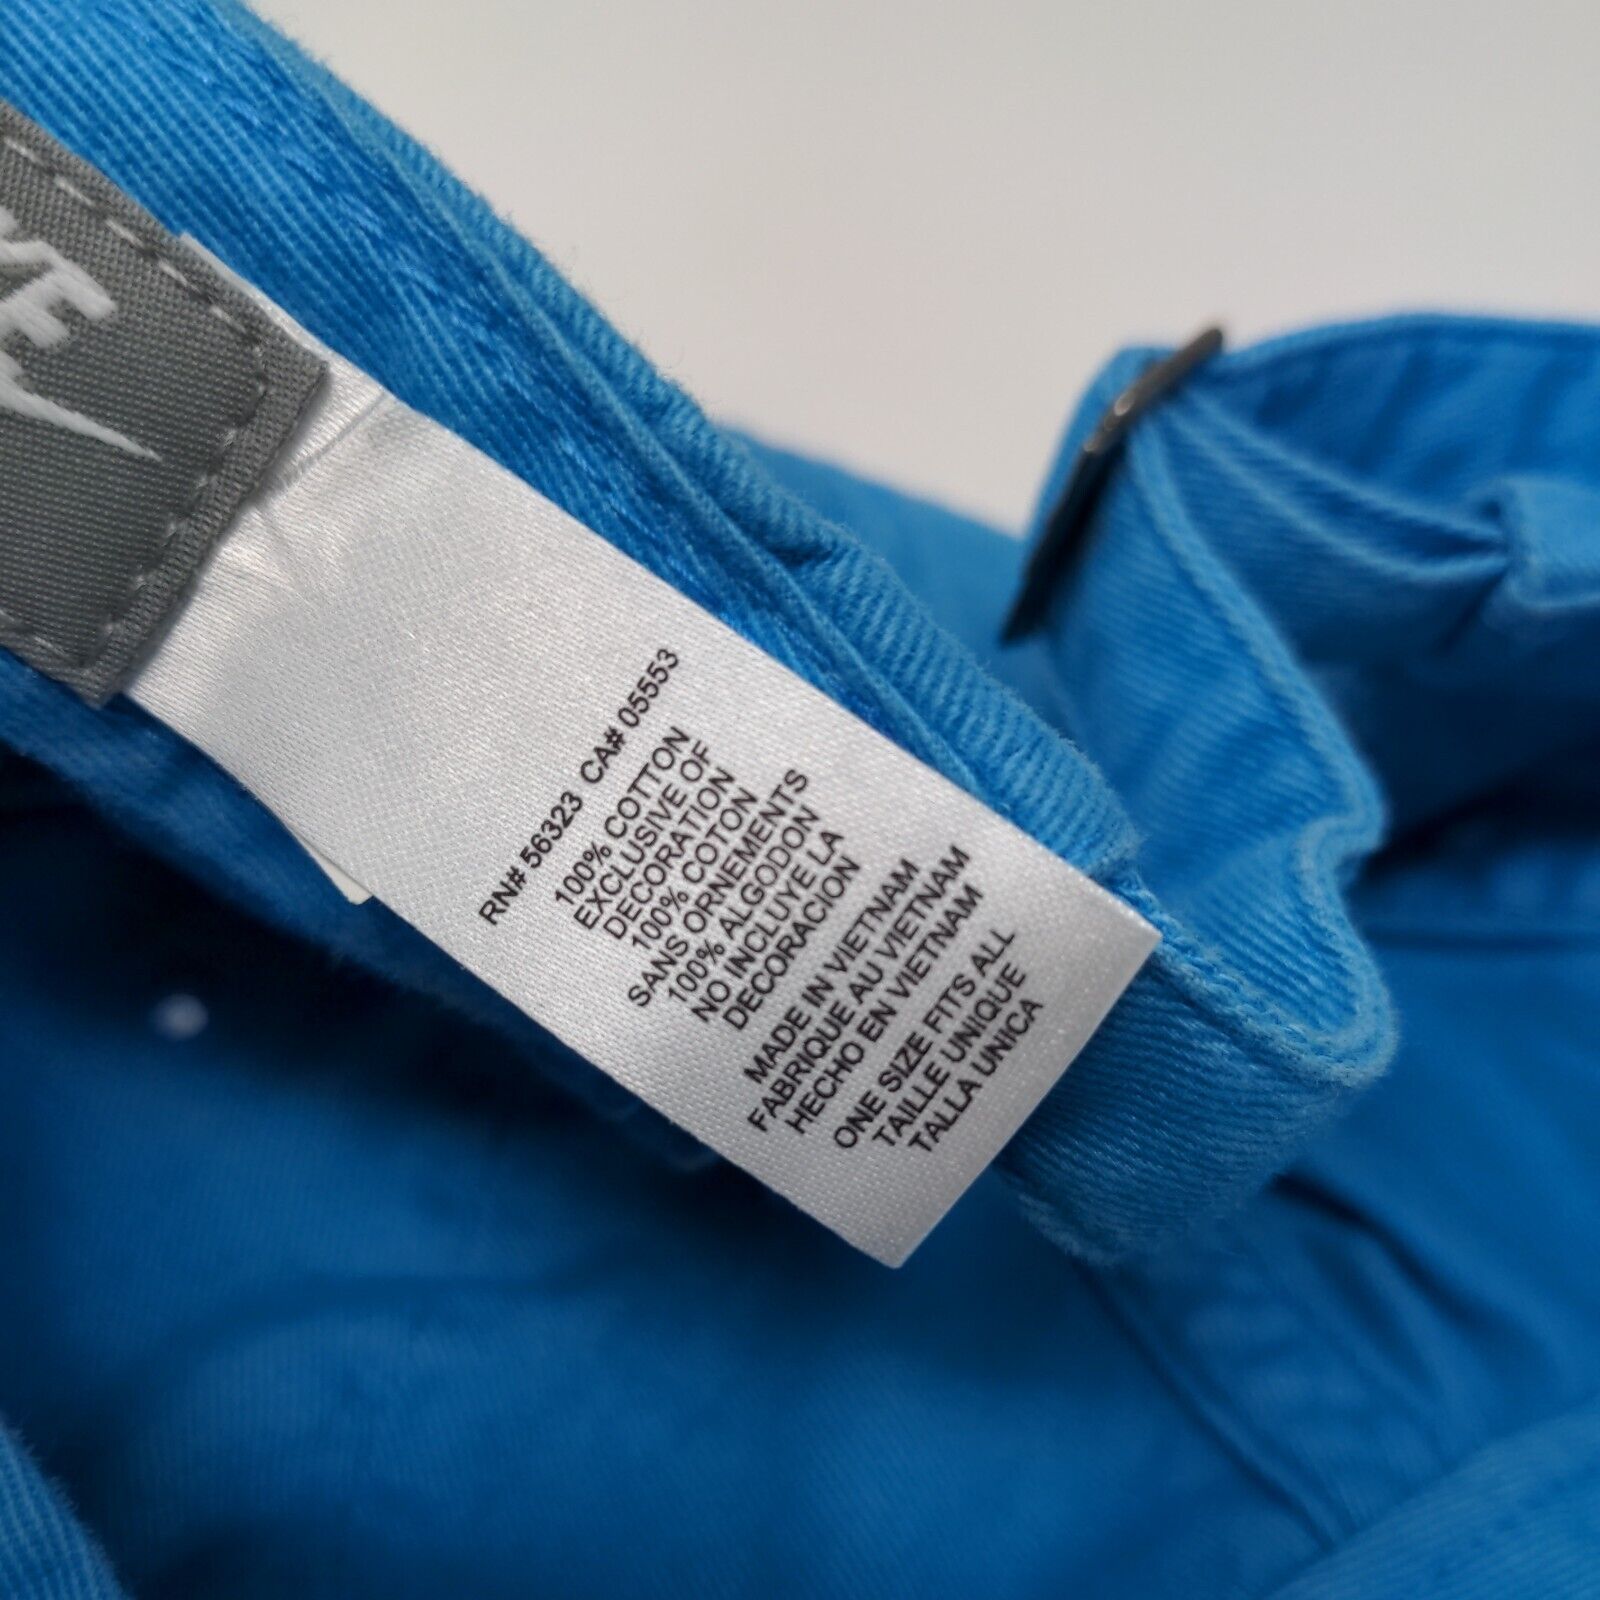 RN# 56323 CA# 05553
100% COTTON
EXCLUSIVE OF
DECORATION
100% COTON
SANS ORNEMENTS
100% ALGODON
NO INCLUYE LA
DECORACION
MADE IN VIETNAM
FABRIQUE AU VIETNAM
HECHO EN VIETNAM
ONE SIZE FITS ALL
TAILLE UNIQUE
TALLA UNICA